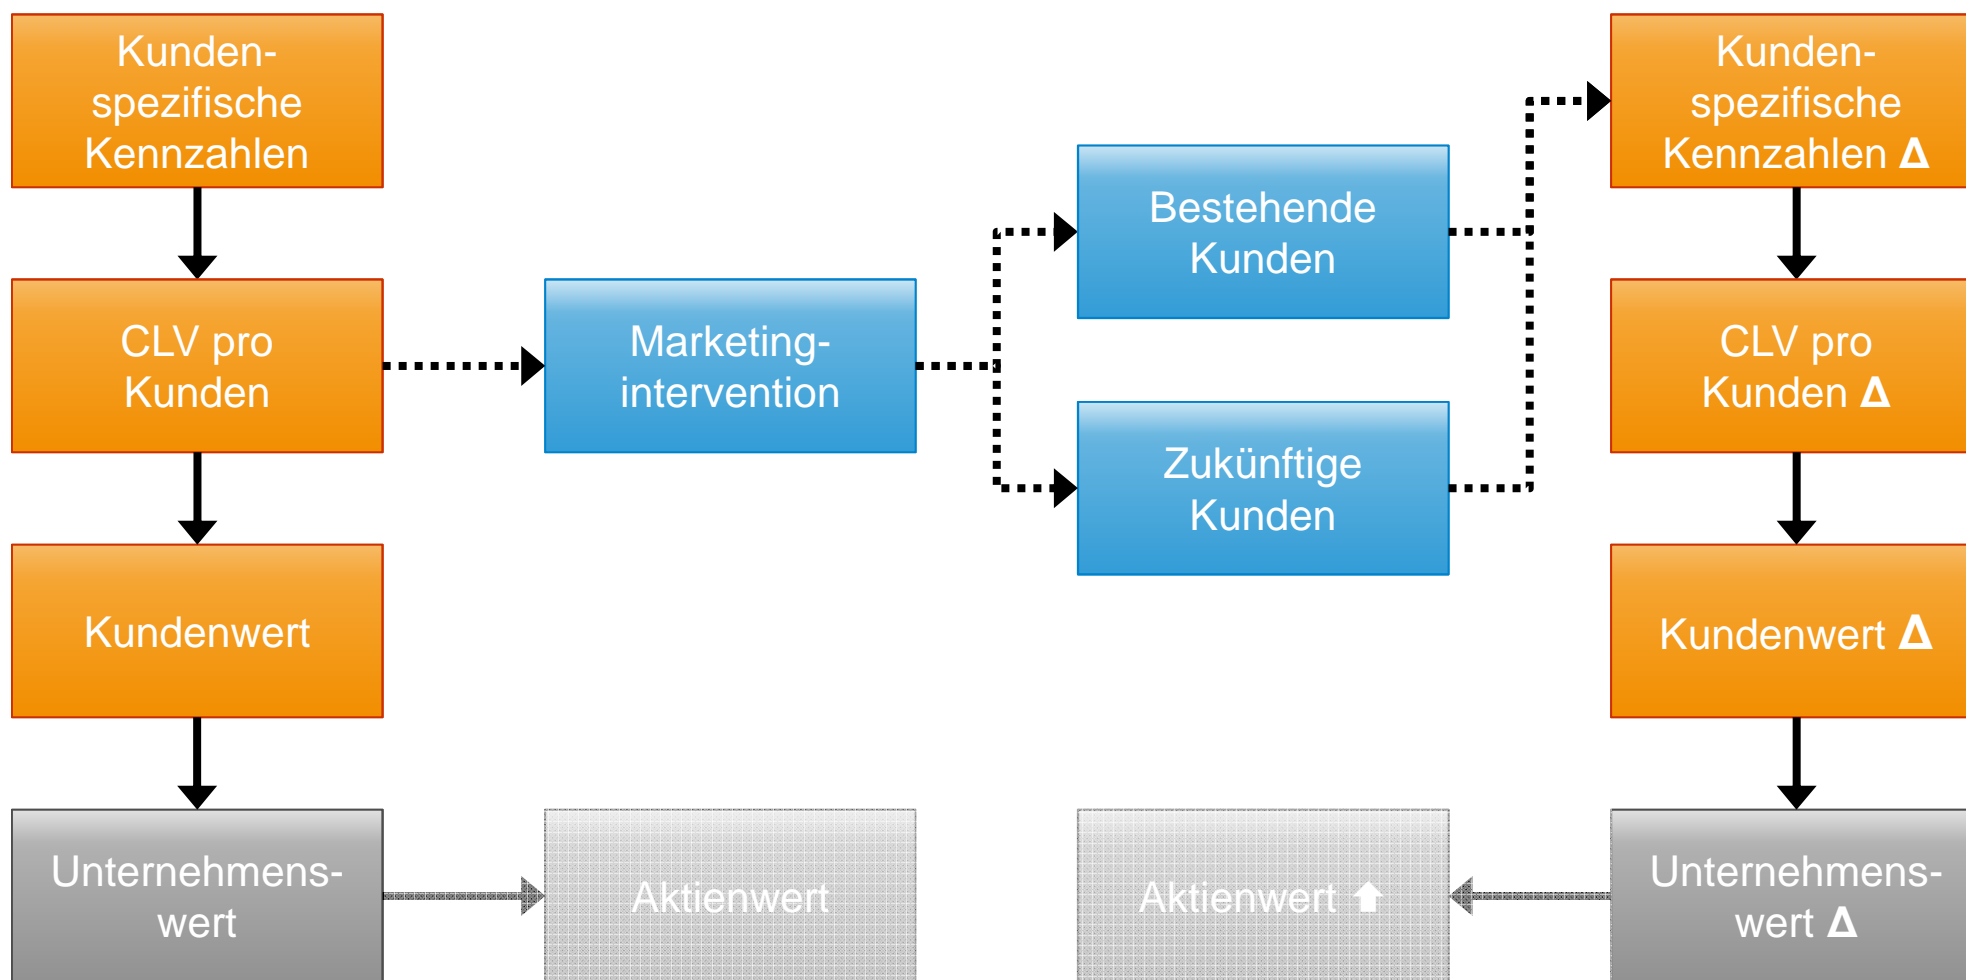 Kunden-
spezifische
Kennzahlen
CLV pro
Kunden
Kundenwert
Unternehmens-
wert
Marketing-
intervention
Aktienwert
Bestehende
Kunden
Zukünftige
Kunden
Aktienwert ⬆
Kunden-
spezifische
Kennzahlen Δ
CLV pro
Kunden Δ
Kundenwert Δ
Unternehmens-
wert Δ